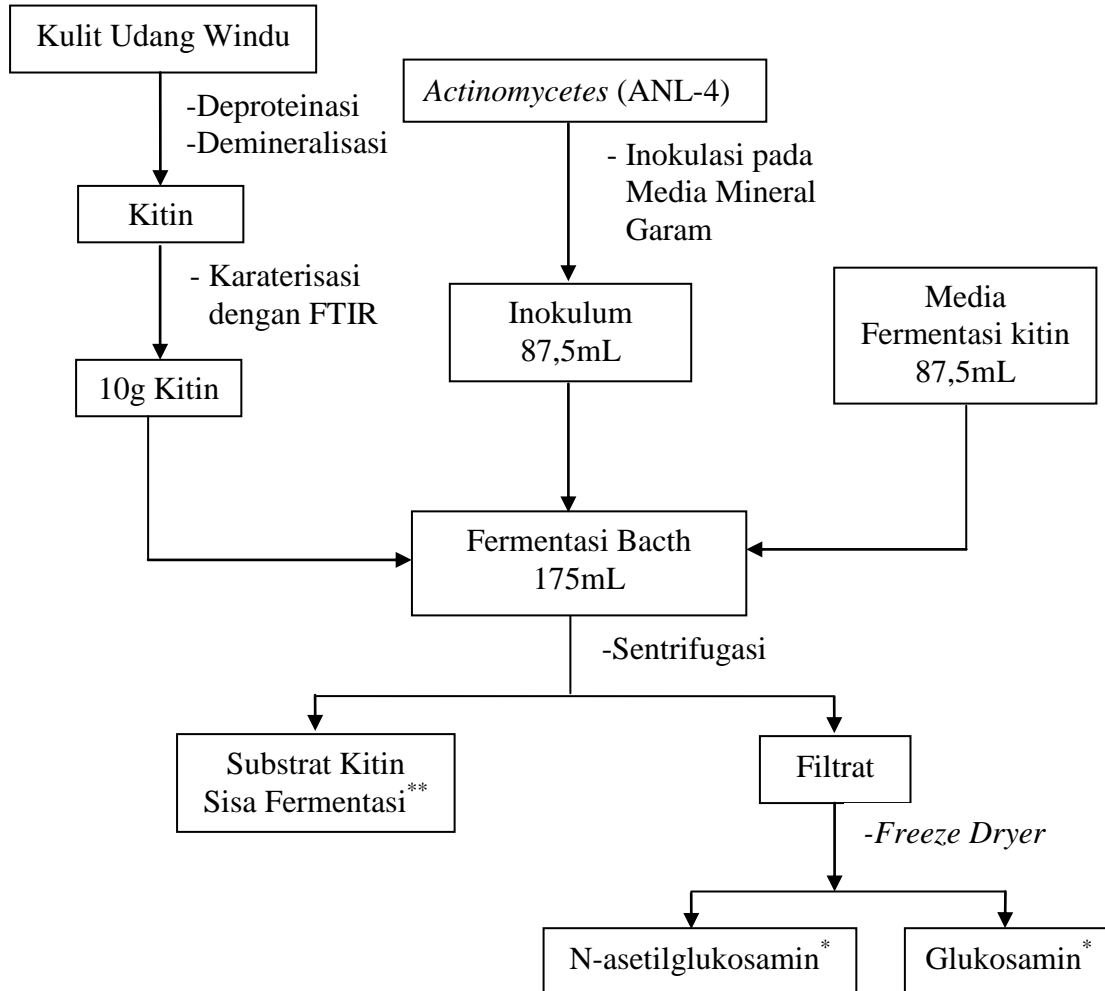 Kulit Udang Windu
-Deproteinasi
-Demineralisasi
Kitin
- Karaterisasi
dengan FTIR
10g Kitin
Actinomycetes (ANL-4)
- Inokulasi pada
Media Mineral
Garam
Inokulum
87,5mL
Media
Fermentasi kitin
87,5mL
Fermentasi Bacth
175mL
-Sentrifugasi
Substrat Kitin
Sisa Fermentasi**
Filtrat
-Freeze Dryer
N-asetilglukosamin*
Glukosamin*